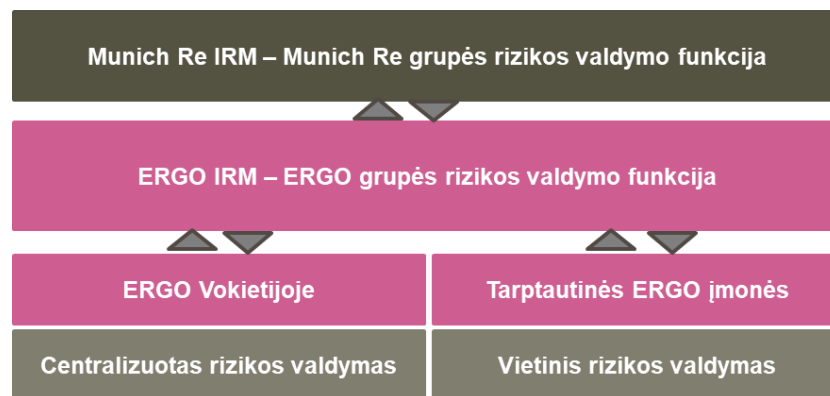 Munich Re IRM – Munich Re grupės rizikos valdymo funkcija
ERGO IRM – ERGO grupės rizikos valdymo funkcija
ERGO Vokietijoje
Tarptautinės ERGO įmonės
Centralizuotas rizikos valdymas
Vietinis rizikos valdymas